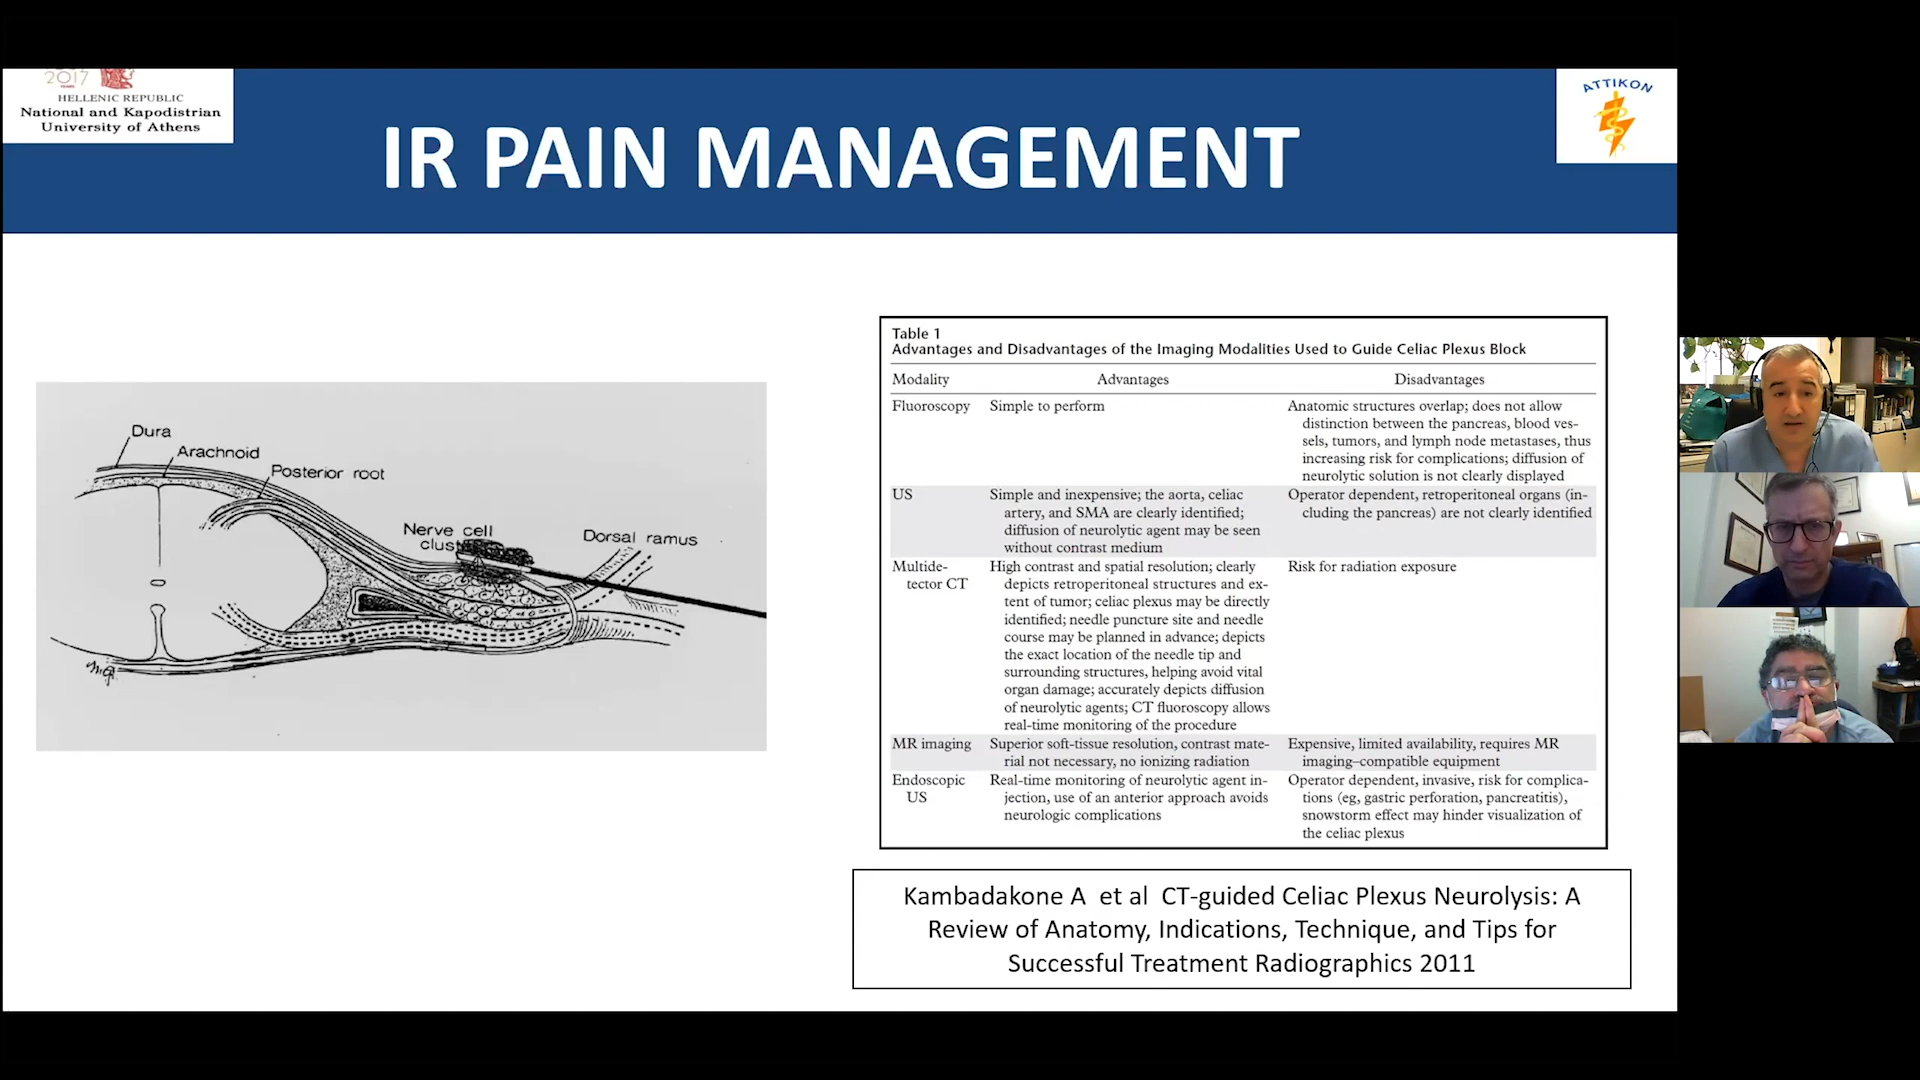 2017
HELLENIC REPUBLIC
National and Kapodistrian
University of Athens
IR PAIN MANAGEMENT
ATTIKON
Dura
Arachnoid
Posterior root
Nerve cell
clust
Dorsal ramus
Table 1
Advantages and Disadvantages of the Imaging Modalities Used to Guide Celiac Plexus Block
Modality Advantages Disadvantages
Fluoroscopy Simple to perform Anatomic structures overlap; does not allow
distinction between the pancreas, blood ves-
sels, tumors, and lymph node metastases, thus
increasing risk for complications; diffusion of
neurolytic solution is not clearly displayed
US Simple and inexpensive; the aorta, celiac Operator dependent, retroperitoneal organs (in-
artery, and SMA are clearly identified; cluding the pancreas) are not clearly identified
diffusion of neurolytic agent may be seen
without contrast medium
Multide- High contrast and spatial resolution; clearly Risk for radiation exposure
tector CT depicts retroperitoneal structures and ex-
tent of tumor; celiac plexus may be directly
identified; needle puncture site and needle
course may be planned in advance; depicts
the exact location of the needle tip and
surrounding structures, helping avoid vital
organ damage; accurately depicts diffusion
of neurolytic agents; CT fluoroscopy allows
real-time monitoring of the procedure
MR imaging Superior soft-tissue resolution, contrast mate- Expensive, limited availability, requires MR
rial not necessary, no ionizing radiation imaging–compatible equipment
Endoscopic Real-time monitoring of neurolytic agent in- Operator dependent, invasive, risk for complica-
US jection, use of an anterior approach avoids tions (eg, gastric perforation, pancreatitis),
neurologic complications snowstorm effect may hinder visualization of
the celiac plexus
Kambadakone A et al CT-guided Celiac Plexus Neurolysis: A
Review of Anatomy, Indications, Technique, and Tips for
Successful Treatment Radiographics 2011